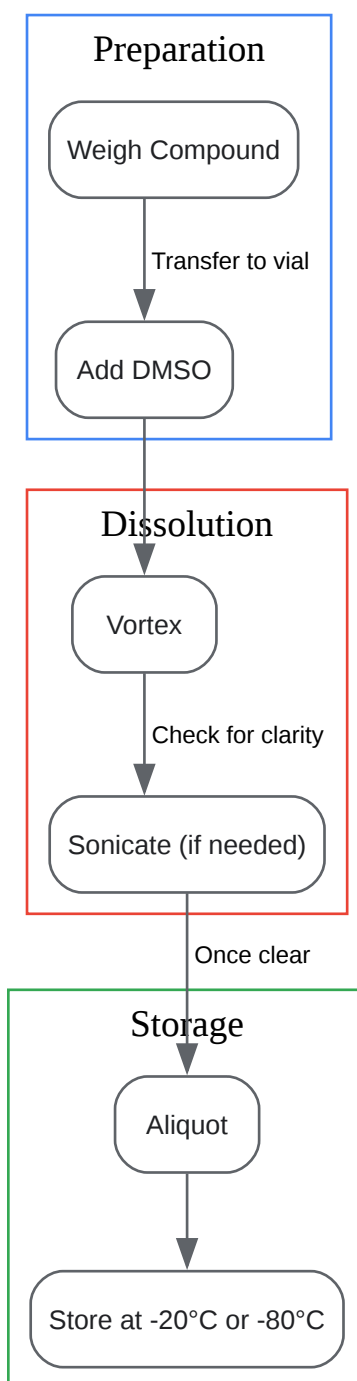 Preparation
Weigh Compound
Transfer to vial
Add DMSO
Dissolution
Vortex
Check for clarity
Sonicate (if needed)
Once clear
Storage
Aliquot
Store at -20°C or -80°C